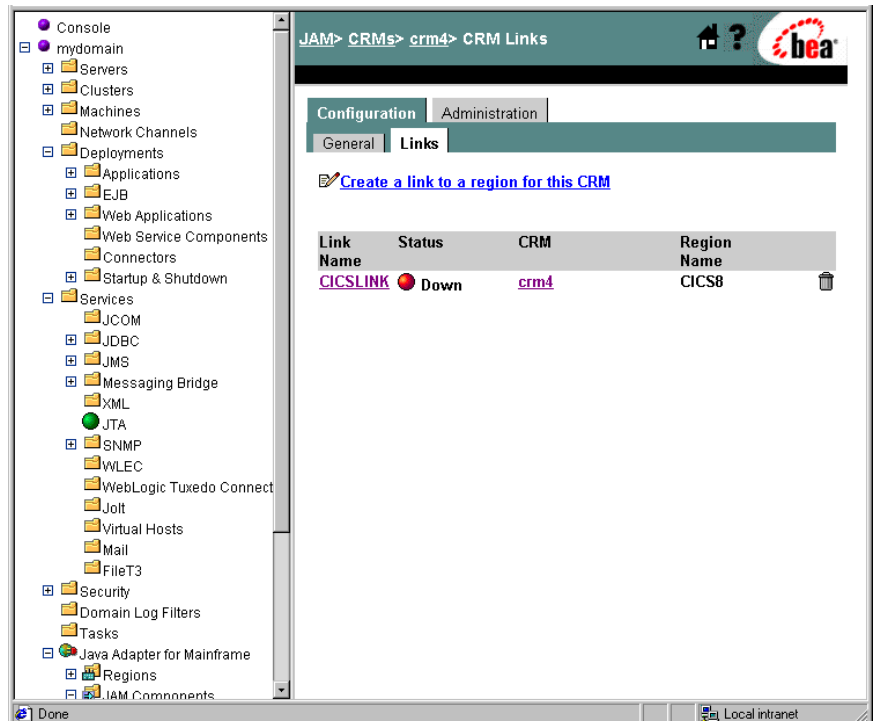 Console
mydomain
Servers
Clusters
Machines
Network Channels
Deployments
Applications
EJB
Web Applications
Web Service Components
Connectors
Startup & Shutdown
Services
JCOM
JDBC
JMS
Messaging Bridge
XML
JTA
SNMP
WLEC
WebLogic Tuxedo Connect
Jolt
Virtual Hosts
Mail
FileT3
Security
Domain Log Filters
Tasks
Java Adapter for Mainframe
Regions
JAM Components
JAM> CRMs> crm4> CRM Links
?
bea
Configuration Administration
General Links
Create a link to a region for this CRM
Link Name Status CRM Region Name
CICSLINK Down crm4 CICS8
Done
Local intranet